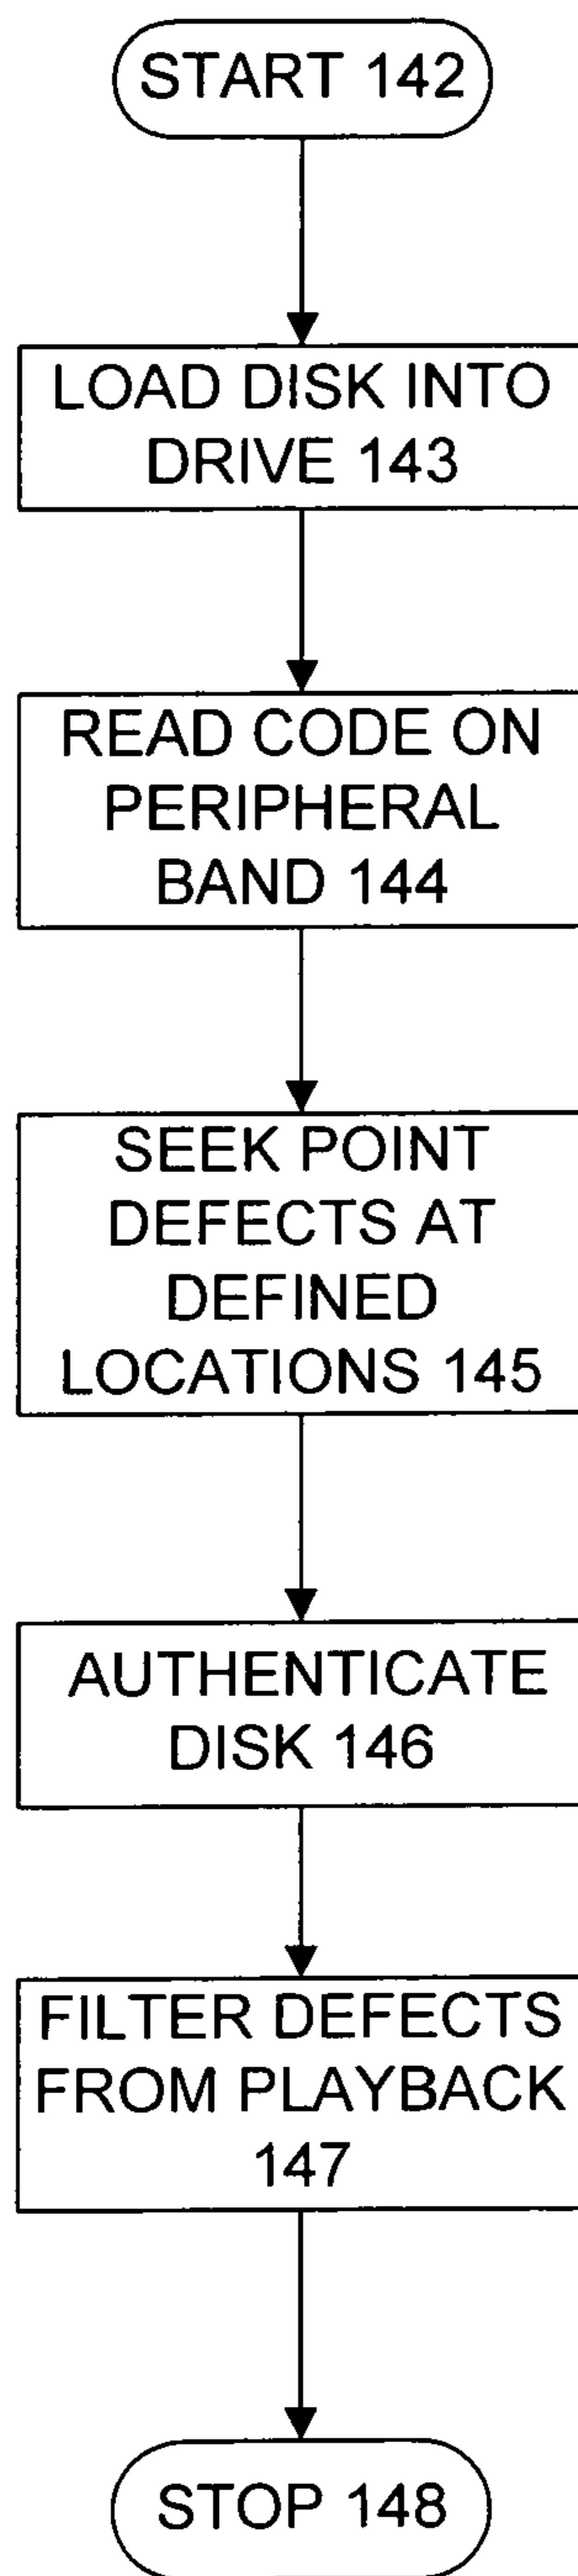 START 142
LOAD DISK INTO
DRIVE 143
READ CODE ON
PERIPHERAL
BAND 144
SEEK POINT
DEFECTS AT
DEFINED
LOCATIONS 145
AUTHENTICATE
DISK 146
FILTER DEFECTS
FROM PLAYBACK
147
STOP 148